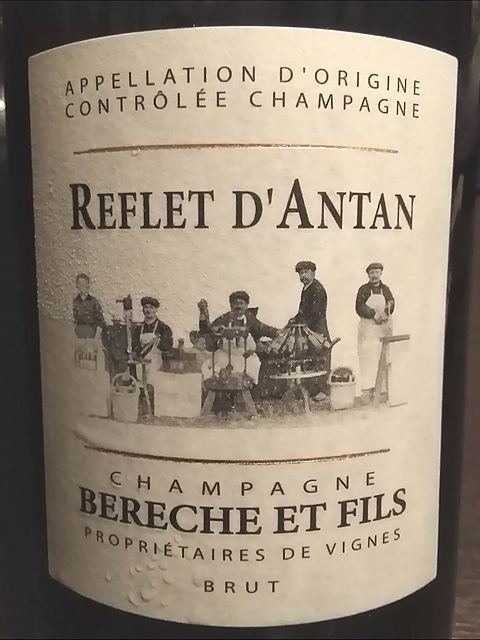 APPELLATION D'ORIGINE
CONTRÔLÉE CHAMPAGNE
REFLET D'ANTAN
CHAMPAGNE
BERECHE ET FILS
PROPRIÉTAIRES DE VIGNES
BRUT